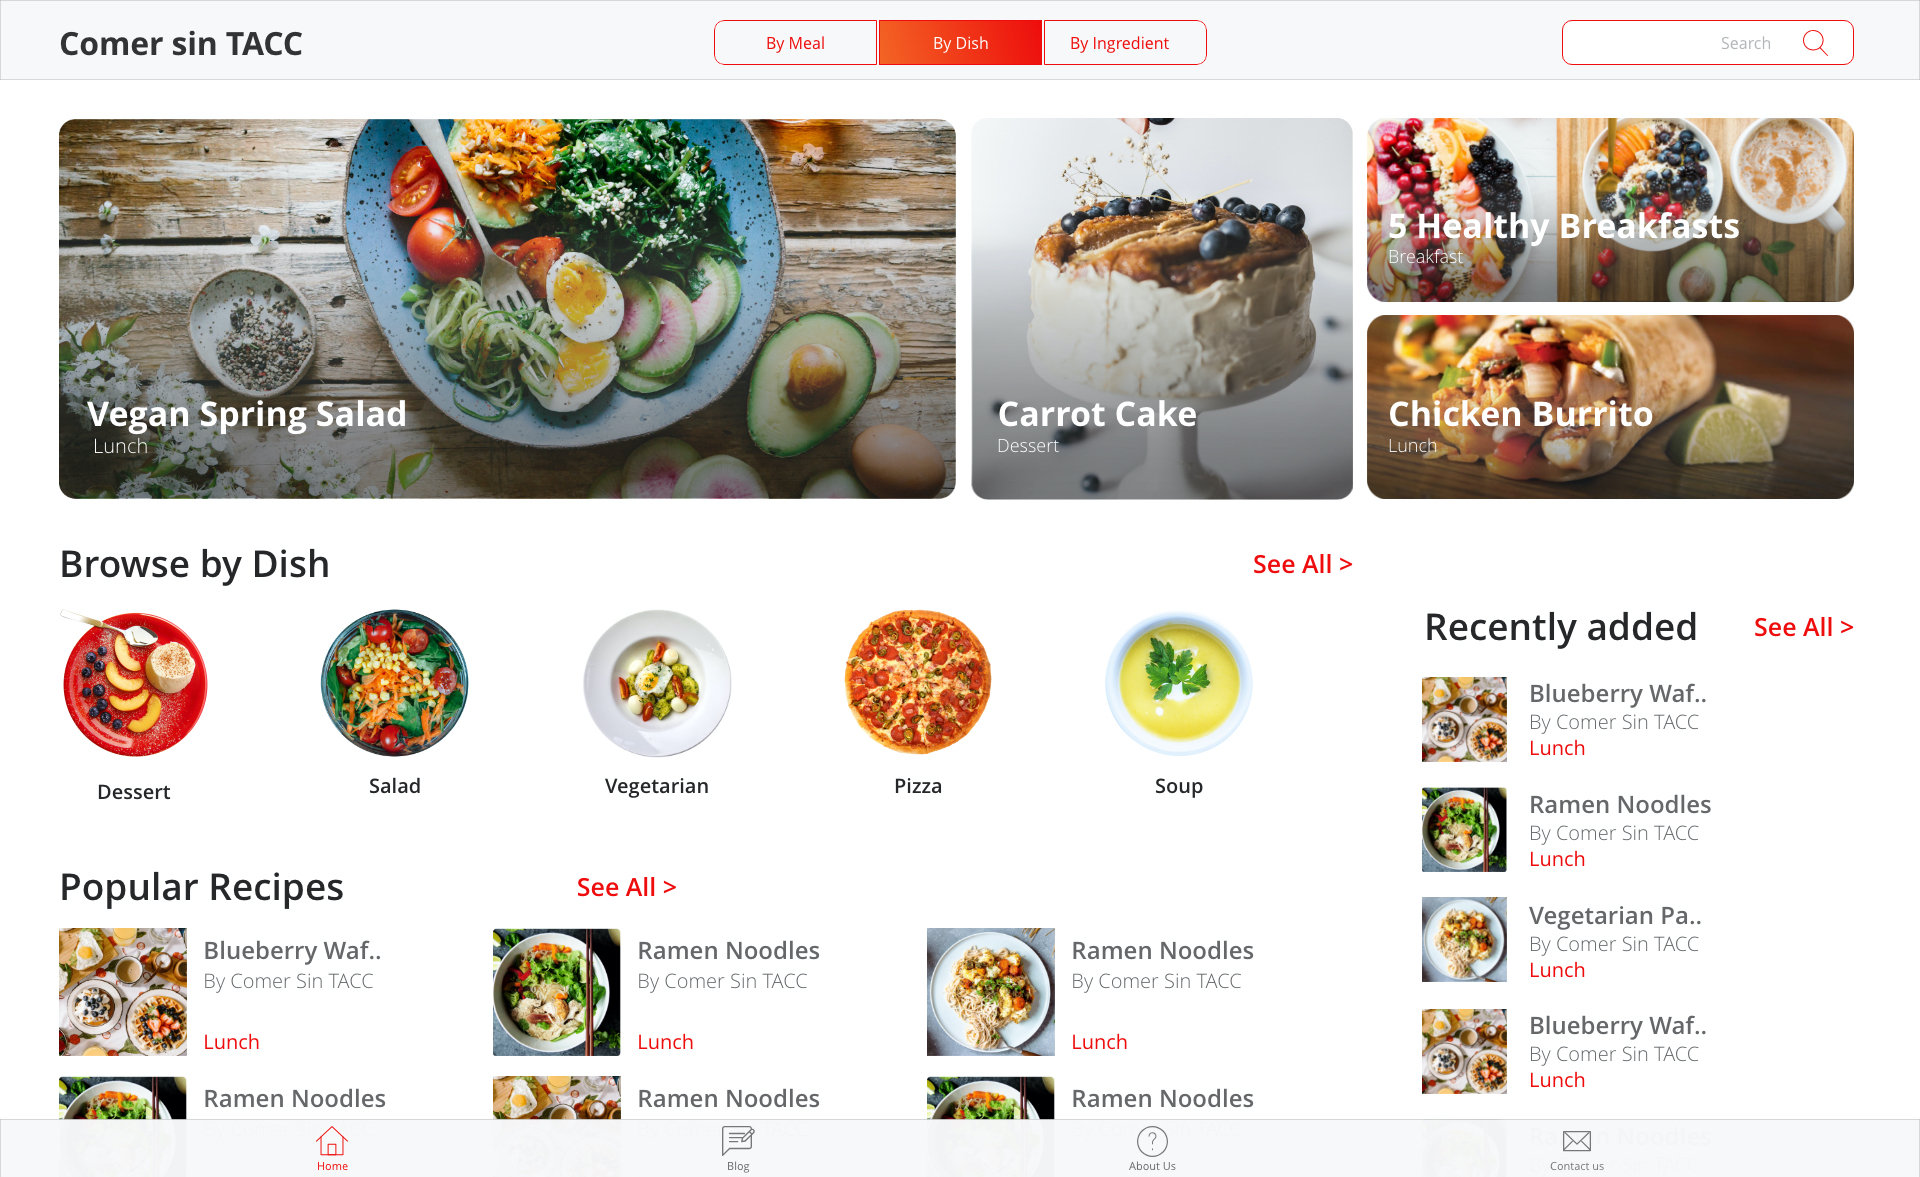 Comer sin TACC
By Meal
By Dish
By Ingredient
Search
Vegan Spring Salad
Lunch
Carrot Cake
Dessert
5 Healthy Breakfasts
Breakfast
Chicken Burrito
Lunch
Browse by Dish
See All >
Dessert
Salad
Vegetarian
Pizza
Soup
Popular Recipes
See All >
Blueberry Waf..
By Comer Sin TACC
Lunch
Ramen Noodles
By Comer Sin TACC
Lunch
Ramen Noodles
By Comer Sin TACC
Lunch
Ramen Noodles
Ramen Noodles
Ramen Noodles
Recently added
See All >
Blueberry Waf..
By Comer Sin TACC
Lunch
Ramen Noodles
By Comer Sin TACC
Lunch
Vegetarian Pa..
By Comer Sin TACC
Lunch
Blueberry Waf..
By Comer Sin TACC
Lunch
Ramen Noodles
Home
Blog
About Us
Contact us